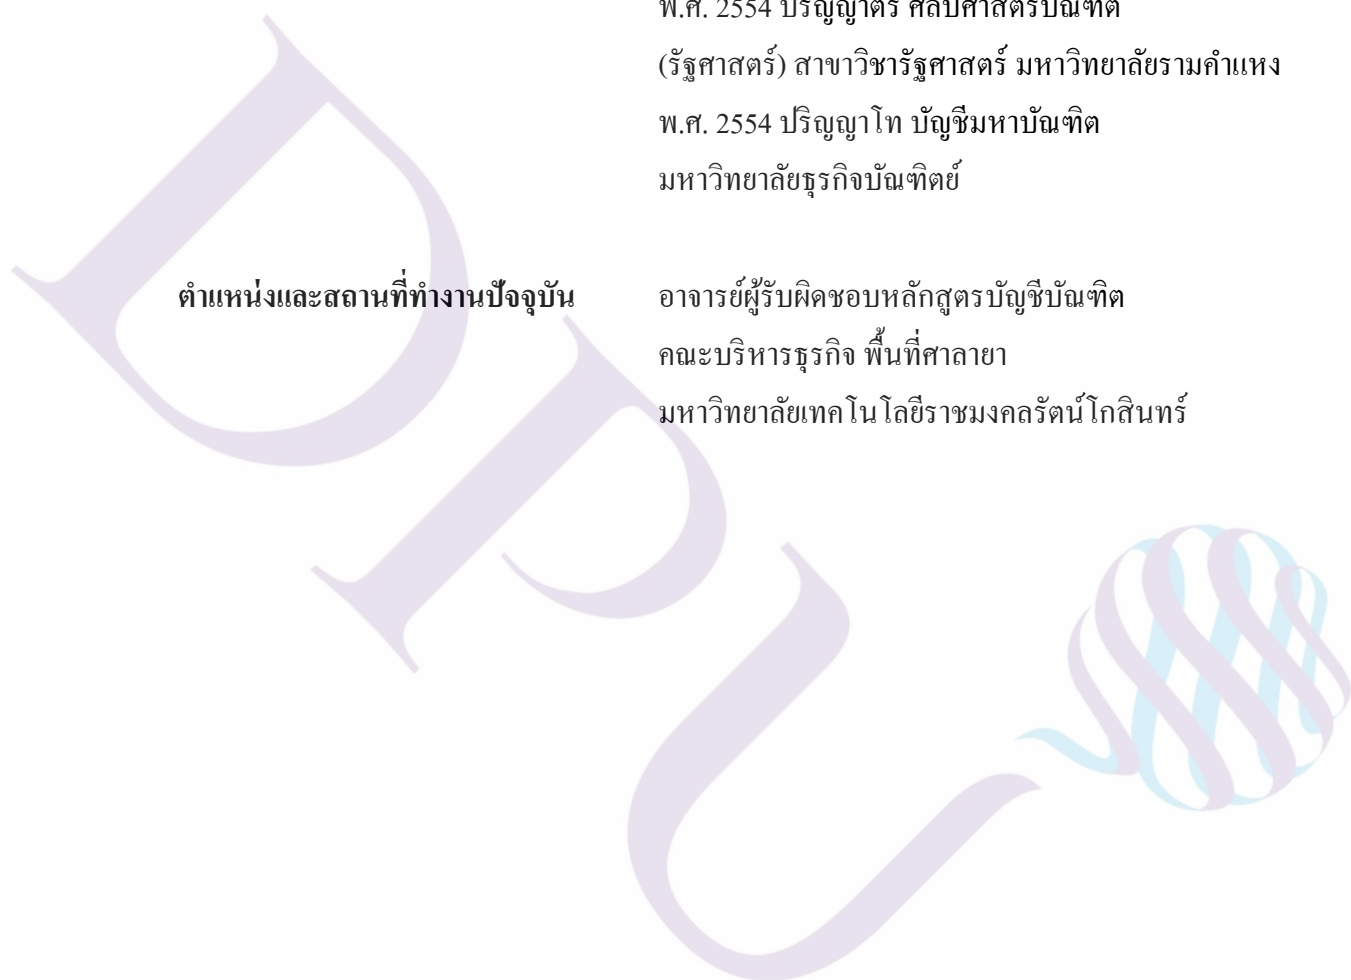 พ.ศ. 2554 ปริญญาตรี ศิลปศาสตรบัณฑิต
(รัฐศาสตร์) สาขาวิชารัฐศาสตร์ มหาวิทยาลัยรามคำแหง
พ.ศ. 2554 ปริญญาโท บัญชีมหาบัณฑิต
มหาวิทยาลัยธุรกิจบัณฑิตย์
ตำแหน่งและสถานที่ทำงานปัจจุบัน อาจารย์ผู้รับผิดชอบหลักสูตรบัญชีบัณฑิต
คณะบริหารธุรกิจ พื้นที่ศาลายา
มหาวิทยาลัยเทคโนโลยีราชมงคลรัตนโกสินทร์
DPU